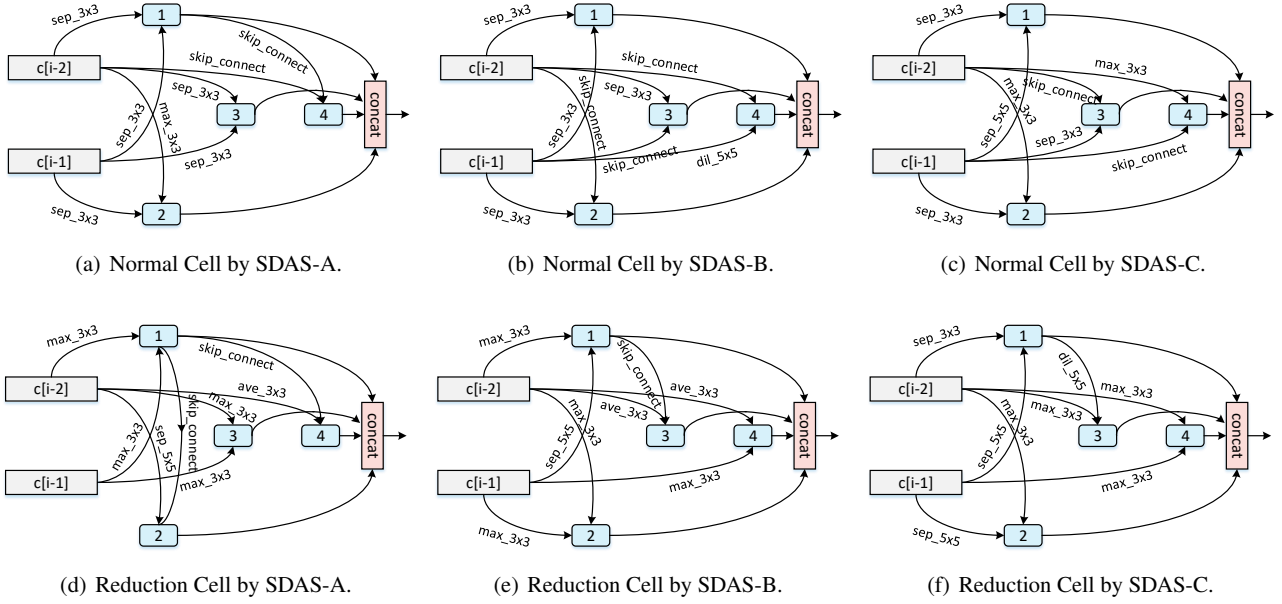 sep_3x3
1
skip_connect
c[i-2]
skip_connect
sep_3x3
3
4
concat
sep_3x3
max_3x3
c[i-1]
sep_3x3
sep_3x3
2
(a) Normal Cell by SDAS-A.
sep_3x3
1
c[i-2]
skip_connect
sep_3x3
3
4
concat
sep_3x3
skip_connect
c[i-1]
skip_connect
dil_5x5
sep_3x3
2
(b) Normal Cell by SDAS-B.
sep_3x3
1
c[i-2]
max_3x3
skip_connect
3
4
concat
sep_5x5
max_3x3
c[i-1]
sep_3x3
skip_connect
sep_3x3
2
(c) Normal Cell by SDAS-C.
max_3x3
1
skip_connect
c[i-2]
ave_3x3
max_3x3
3
4
concat
max_3x3
sep_5x5
skip_connect
c[i-1]
max_3x3
2
(d) Reduction Cell by SDAS-A.
max_3x3
1
skip_connect
c[i-2]
ave_3x3
ave_3x3
3
4
concat
sep_5x5
max_3x3
c[i-1]
max_3x3
max_3x3
2
(e) Reduction Cell by SDAS-B.
sep_3x3
1
dil_5x5
c[i-2]
max_3x3
max_3x3
3
4
concat
sep_5x5
max_3x3
c[i-1]
max_3x3
sep_5x5
2
(f) Reduction Cell by SDAS-C.